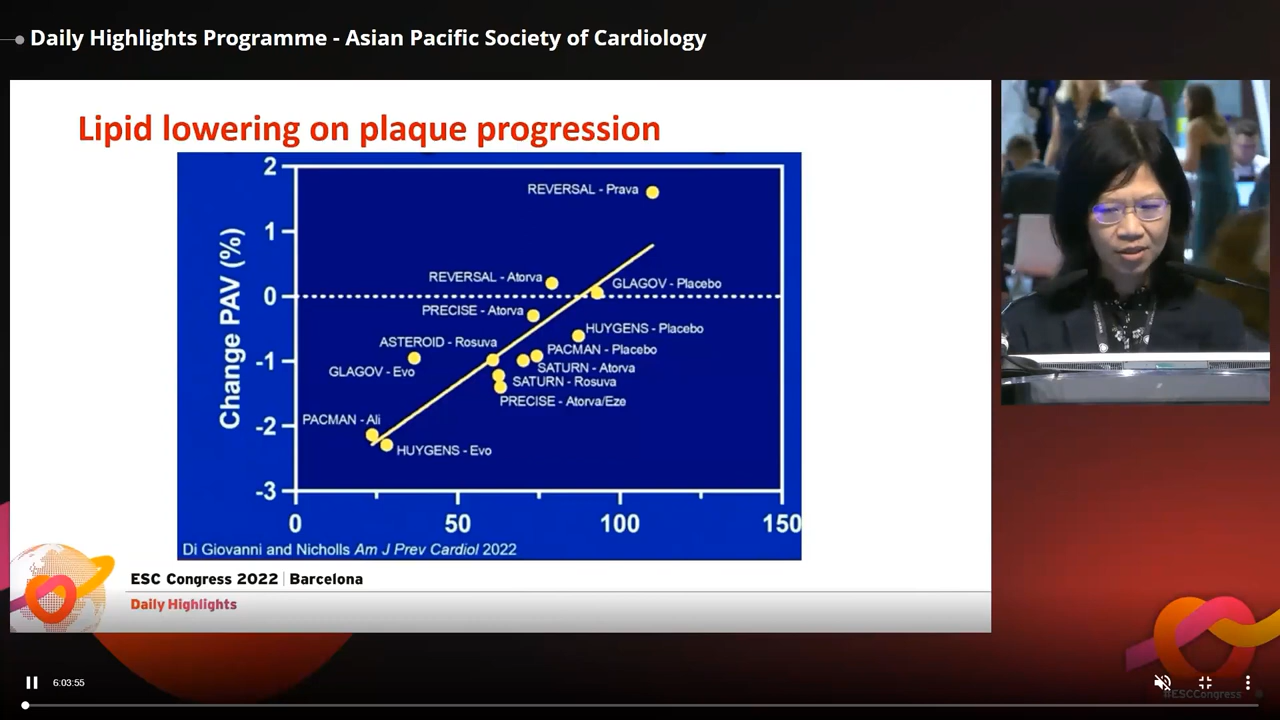 Daily Highlights Programme - Asian Pacific Society of Cardiology
Lipid lowering on plaque progression
Change PAV (%)
2
1
0
-1
-2
-3
REVERSAL - Prava
REVERSAL - Atorva
GLAGOV - Placebo
PRECISE - Atorva
HUYGENS - Placebo
ASTEROID - Rosuva
PACMAN - Placebo
GLAGOV - Evo
SATURN - Atorva
SATURN - Rosuva
PRECISE - Atorva/Eze
PACMAN - Ali
HUYGENS - Evo
0 50 100 150
Di Giovanni and Nicholls Am J Prev Cardiol 2022
ESC Congress 2022 | Barcelona
Daily Highlights
6:03:55
#ESCCongress